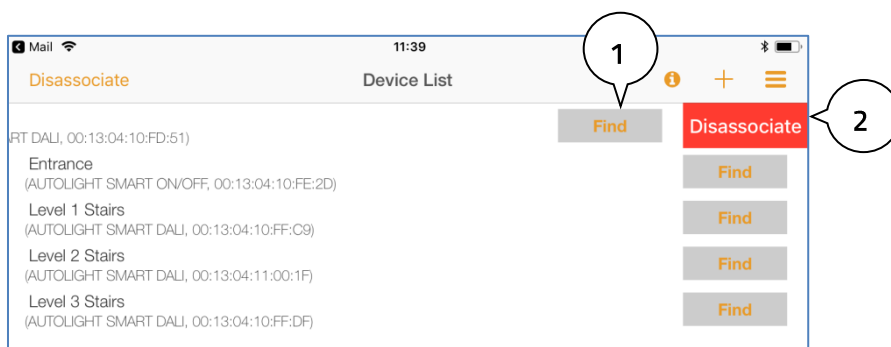 Mail 11:39
1
Disassociate Device List +
Find Disassociate
2
RT DALI, 00:13:04:10:FD:51)
Entrance
(AUTOLIGHT SMART ON/OFF, 00:13:04:10:FE:2D)
Find
Level 1 Stairs
(AUTOLIGHT SMART DALI, 00:13:04:10:FF:C9)
Find
Level 2 Stairs
(AUTOLIGHT SMART DALI, 00:13:04:11:00:1F)
Find
Level 3 Stairs
(AUTOLIGHT SMART DALI, 00:13:04:10:FF:DF)
Find